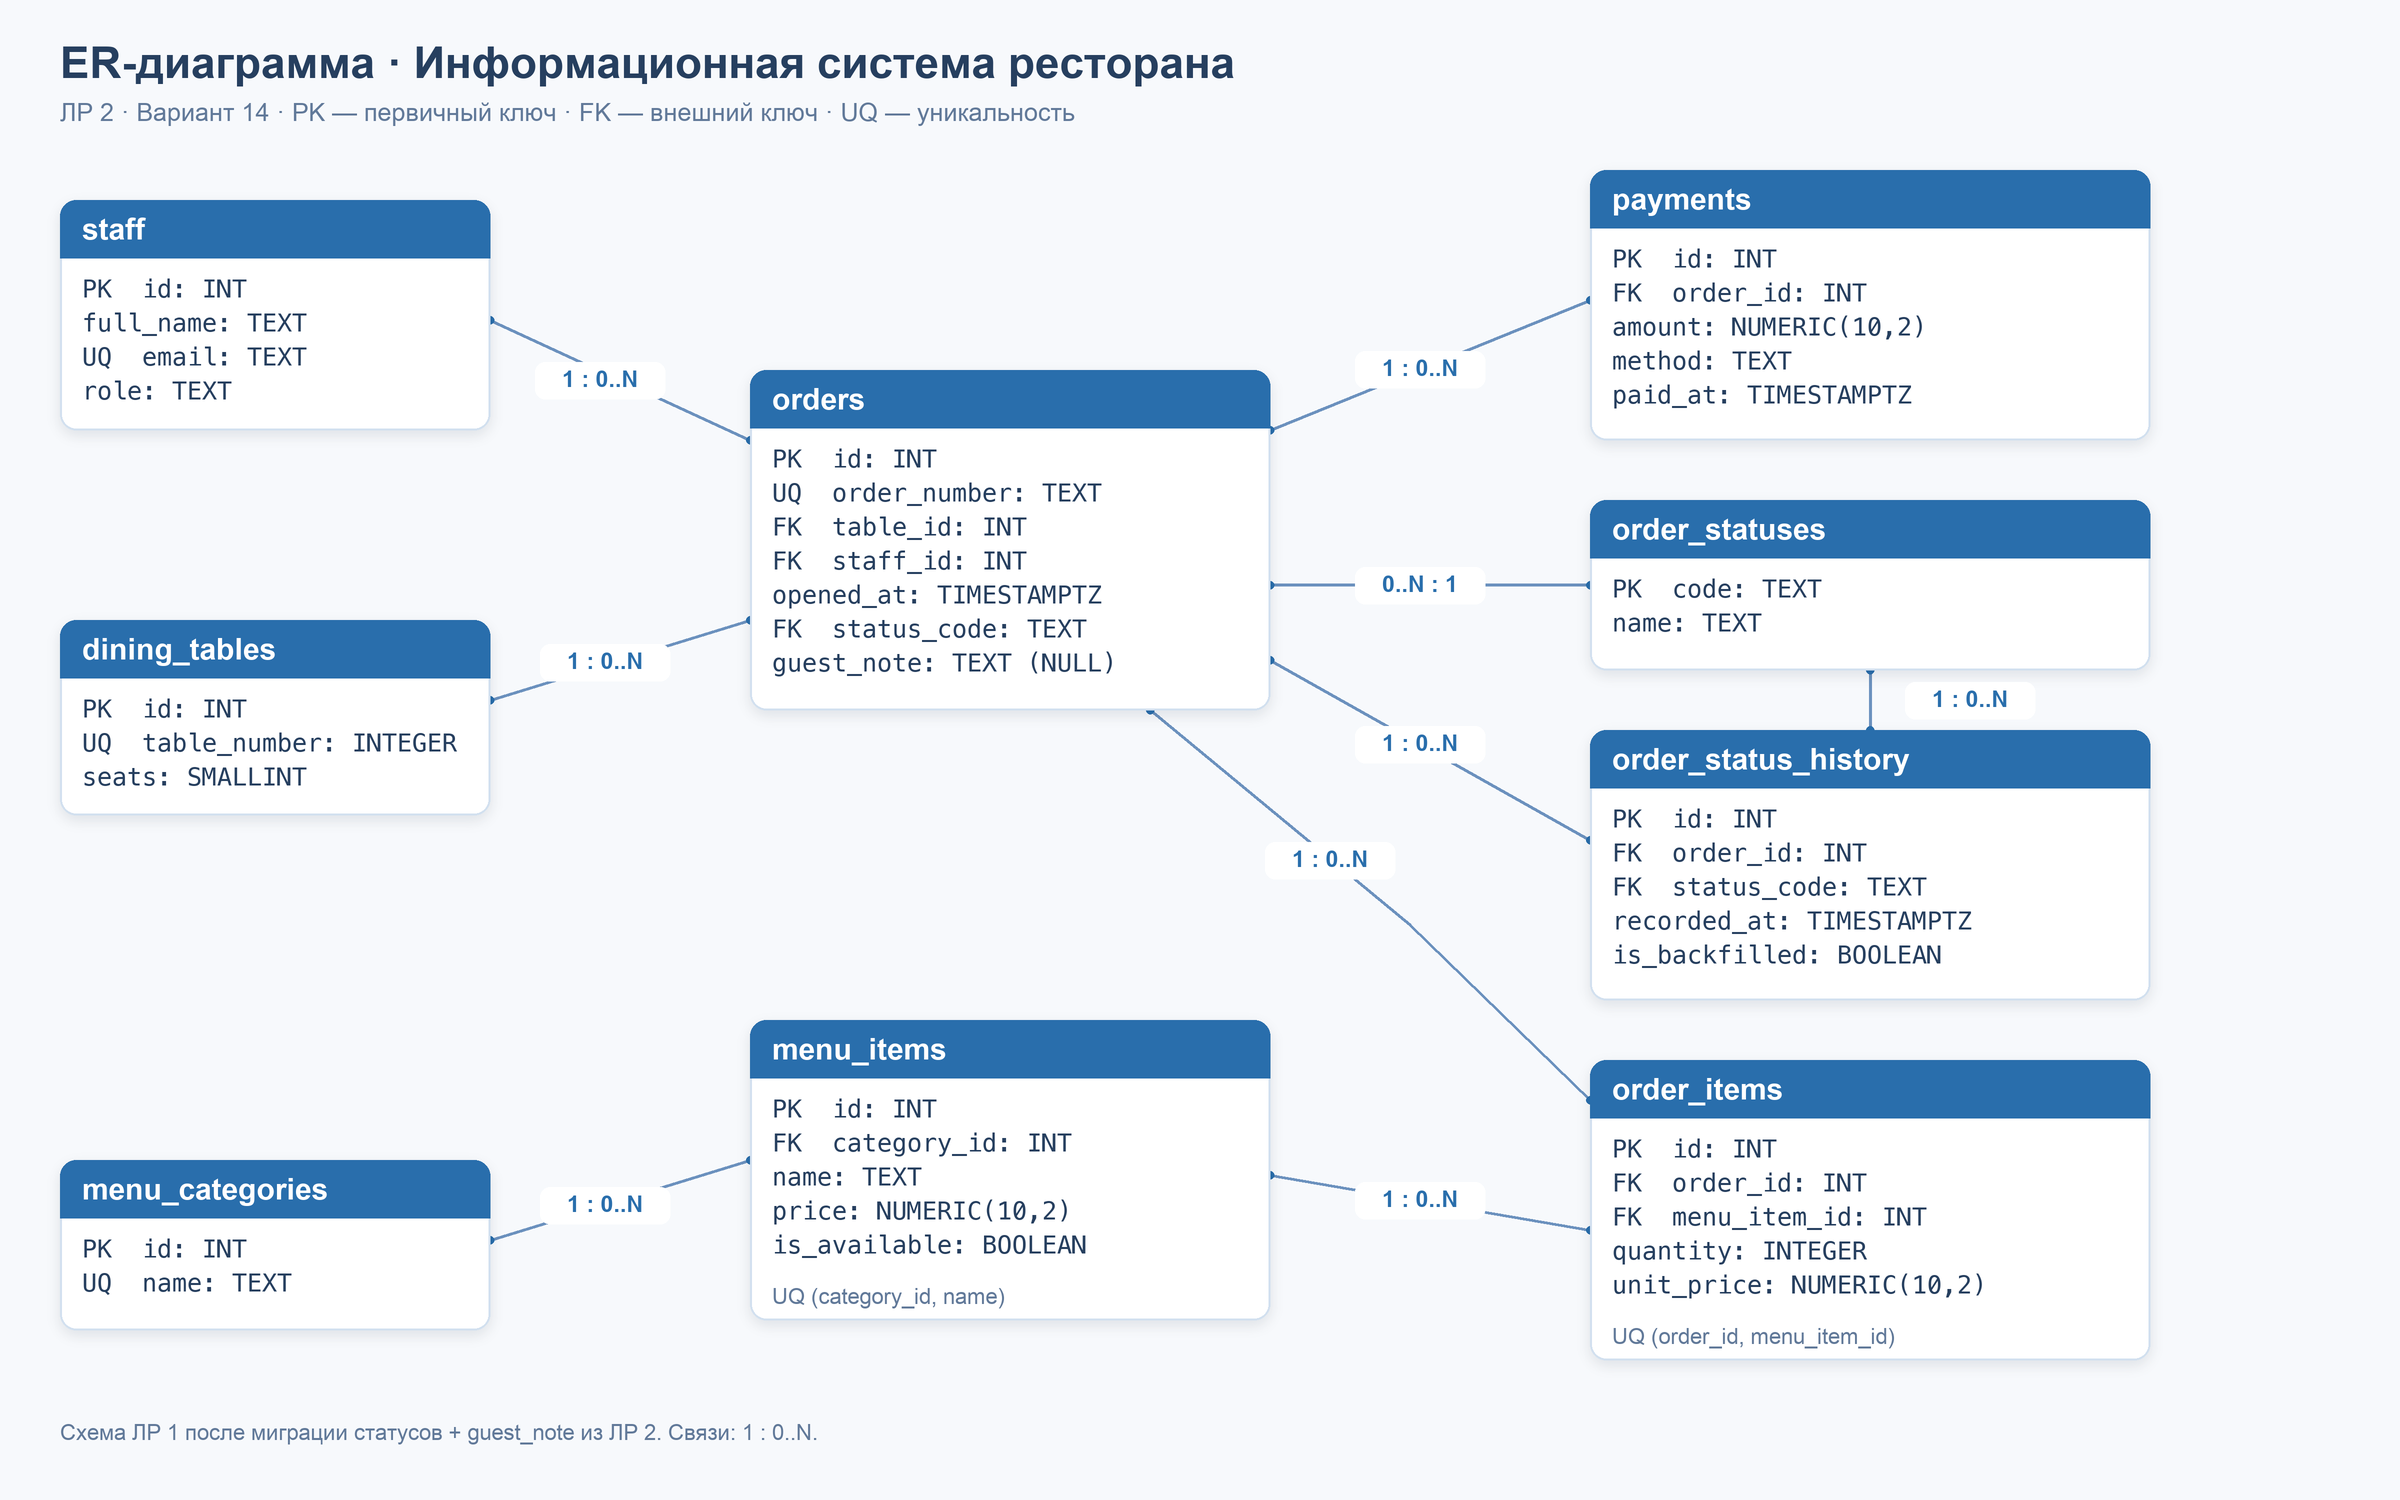 ER-диаграмма · Информационная система ресторана
ЛР 2 · Вариант 14 · PK — первичный ключ · FK — внешний ключ · UQ — уникальность
staff
PK  id: INT
full_name: TEXT
UQ  email: TEXT
role: TEXT
1 : 0..N
dining_tables
PK  id: INT
UQ  table_number: INTEGER
seats: SMALLINT
1 : 0..N
menu_categories
PK  id: INT
UQ  name: TEXT
1 : 0..N
orders
PK  id: INT
UQ  order_number: TEXT
FK  table_id: INT
FK  staff_id: INT
opened_at: TIMESTAMPTZ
FK  status_code: TEXT
guest_note: TEXT (NULL)
menu_items
PK  id: INT
FK  category_id: INT
name: TEXT
price: NUMERIC(10,2)
is_available: BOOLEAN
UQ (category_id, name)
1 : 0..N
0..N : 1
1 : 0..N
1 : 0..N
1 : 0..N
payments
PK  id: INT
FK  order_id: INT
amount: NUMERIC(10,2)
method: TEXT
paid_at: TIMESTAMPTZ
order_statuses
PK  code: TEXT
name: TEXT
1 : 0..N
order_status_history
PK  id: INT
FK  order_id: INT
FK  status_code: TEXT
recorded_at: TIMESTAMPTZ
is_backfilled: BOOLEAN
order_items
PK  id: INT
FK  order_id: INT
FK  menu_item_id: INT
quantity: INTEGER
unit_price: NUMERIC(10,2)
UQ (order_id, menu_item_id)
Схема ЛР 1 после миграции статусов + guest_note из ЛР 2. Связи: 1 : 0..N.